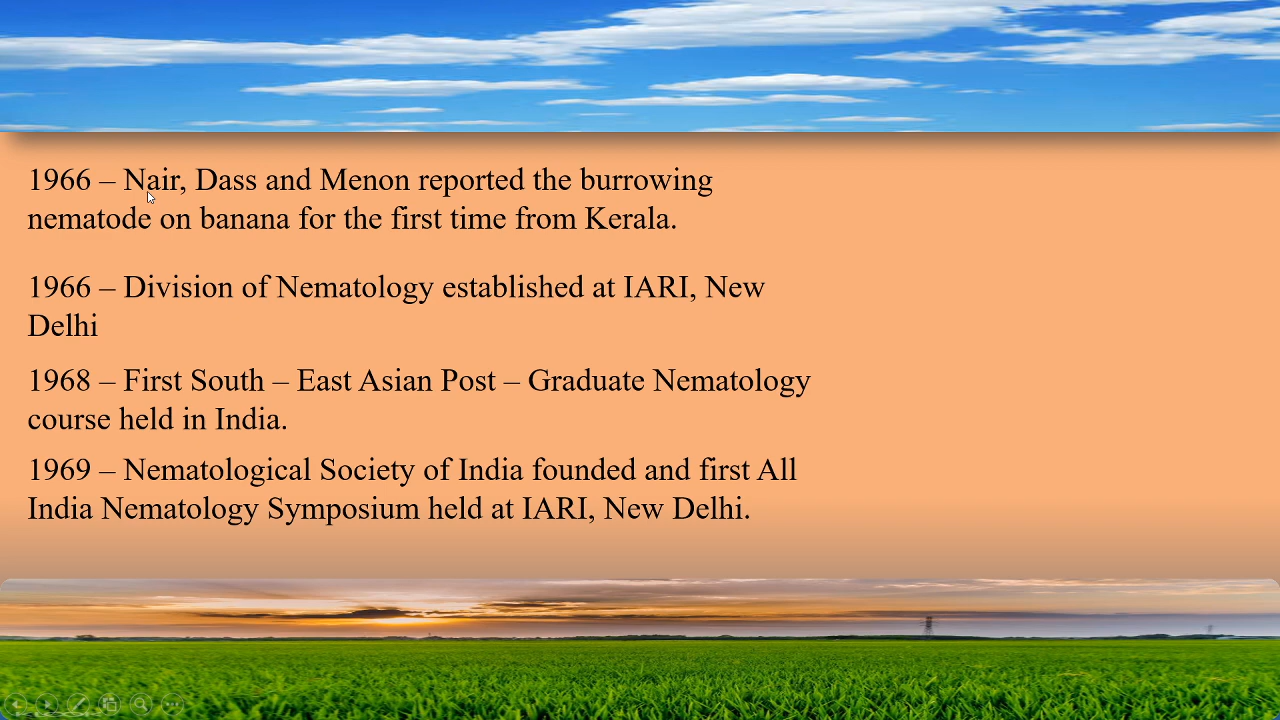 1966 – Nair, Dass and Menon reported the burrowing
nematode on banana for the first time from Kerala.
1966 – Division of Nematology established at IARI, New
Delhi
1968 – First South – East Asian Post – Graduate Nematology
course held in India.
1969 – Nematological Society of India founded and first All
India Nematology Symposium held at IARI, New Delhi.